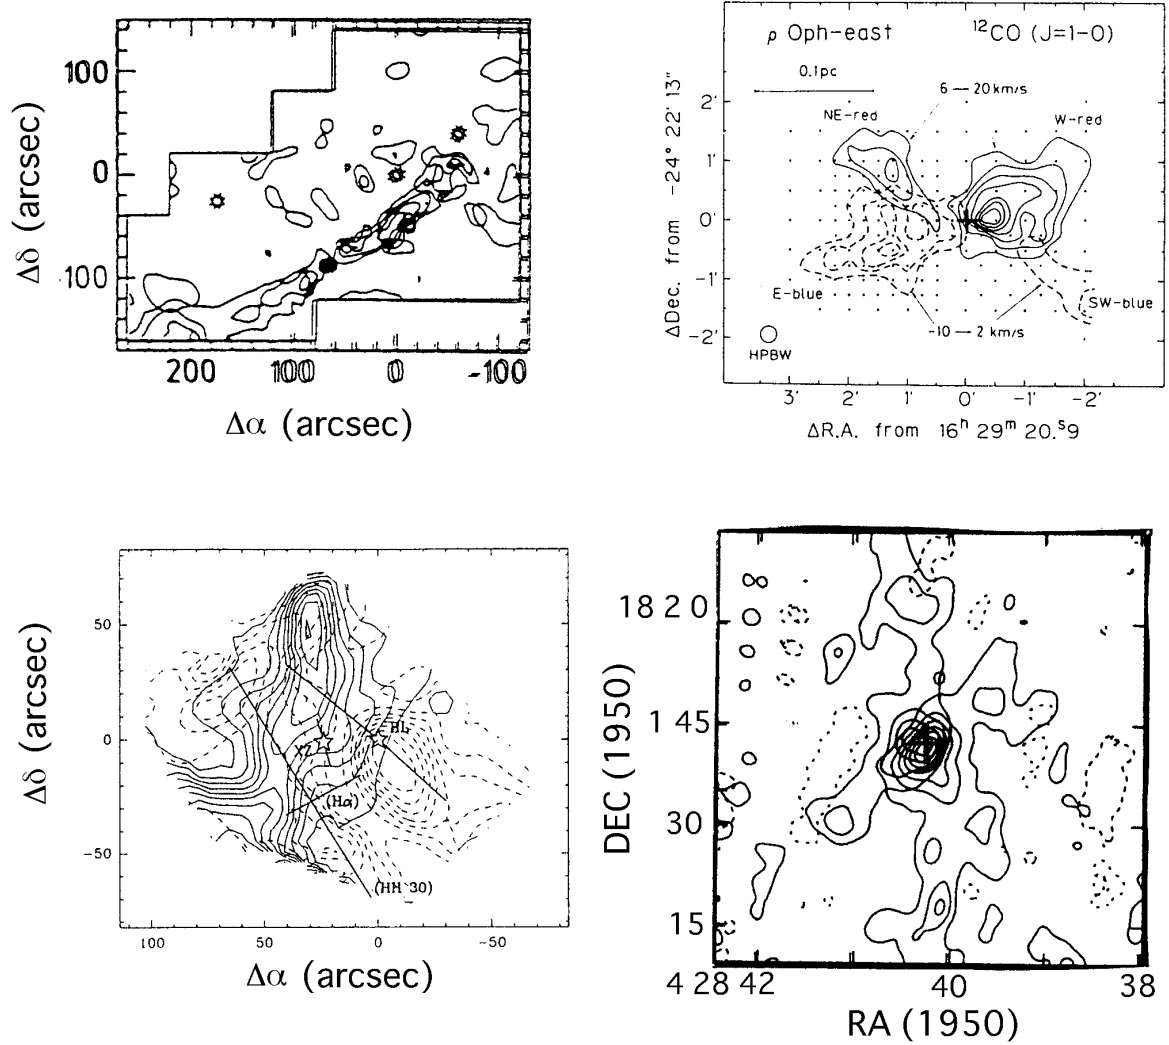 100
0
-100
200 100 0 -100
Δδ (arcsec)
Δα (arcsec)
ρ Oph-east ¹²CO (J=1–0)
0.1pc
6 — 20 km/s
NE-red
W-red
2'
1'
0'
-1'
-2'
E-blue
SW-blue
-10 → 2 km/s
HPBW
3' 2' 1' 0' -1' -2'
ΔDec. from -24° 22' 13"
ΔR.A. from 16ʰ 29ᵐ 20.ˢ9
50
0
-50
HL
(Hα)
(HH 30)
100 50 0 -50
Δδ (arcsec)
Δα (arcsec)
18 20
1 45
30
15
4 28 42 40 38
DEC (1950)
RA (1950)